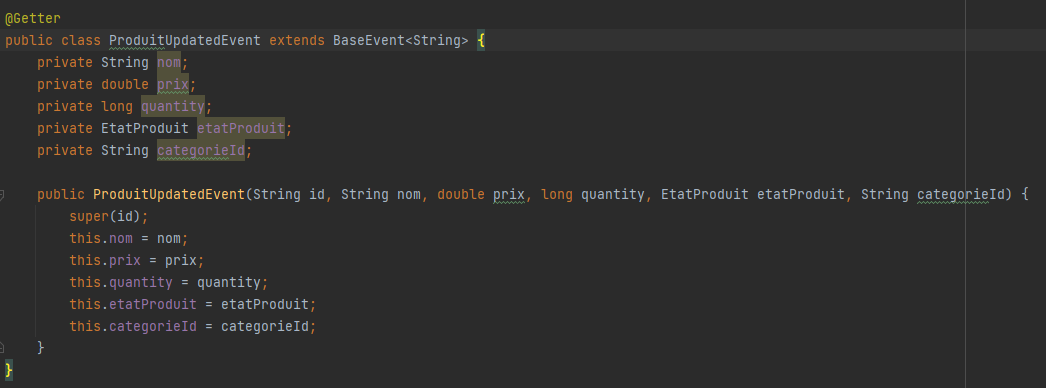 @Getter
public class ProduitUpdatedEvent extends BaseEvent<String> {
    private String nom;
    private double prix;
    private long quantity;
    private EtatProduit etatProduit;
    private String categorieId;

    public ProduitUpdatedEvent(String id, String nom, double prix, long quantity, EtatProduit etatProduit, String categorieId) {
        super(id);
        this.nom = nom;
        this.prix = prix;
        this.quantity = quantity;
        this.etatProduit = etatProduit;
        this.categorieId = categorieId;
    }
}